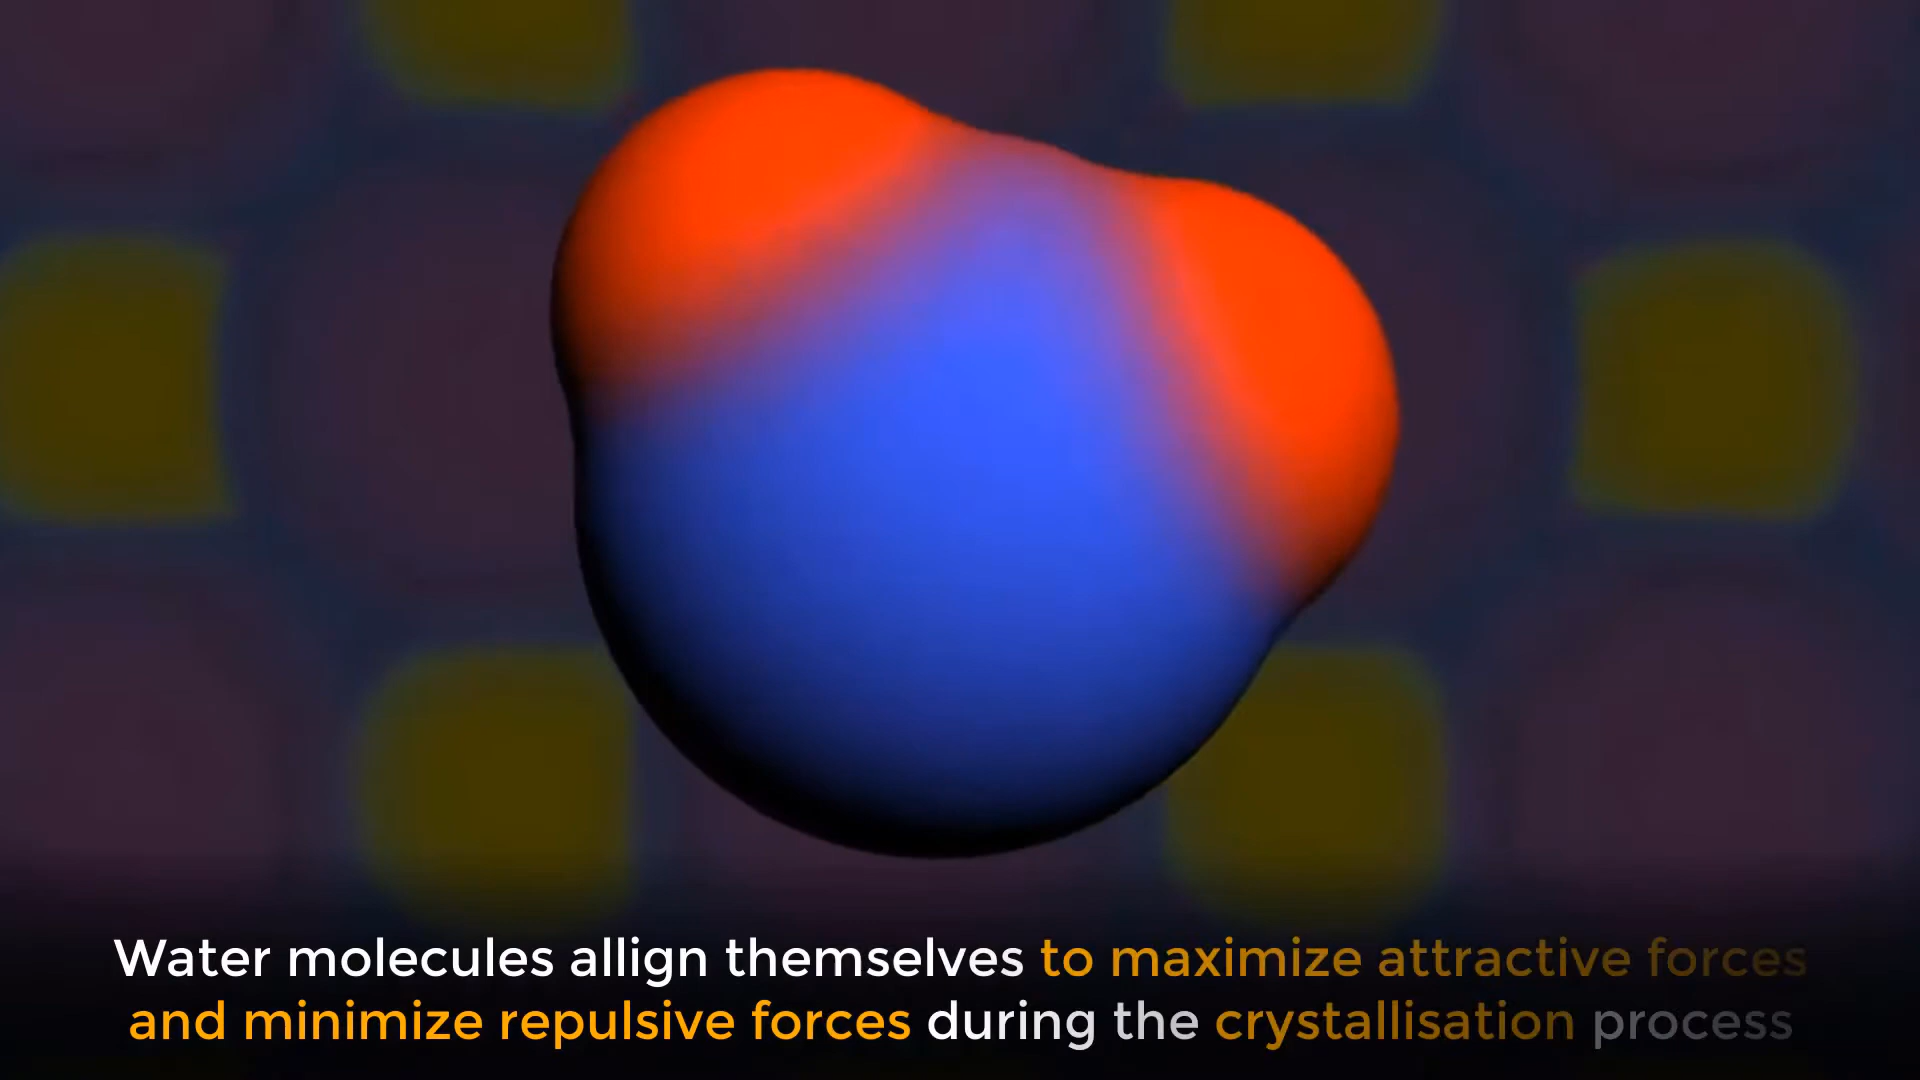 Water molecules allign themselves to maximize attractive forces
and minimize repulsive forces during the crystallisation process